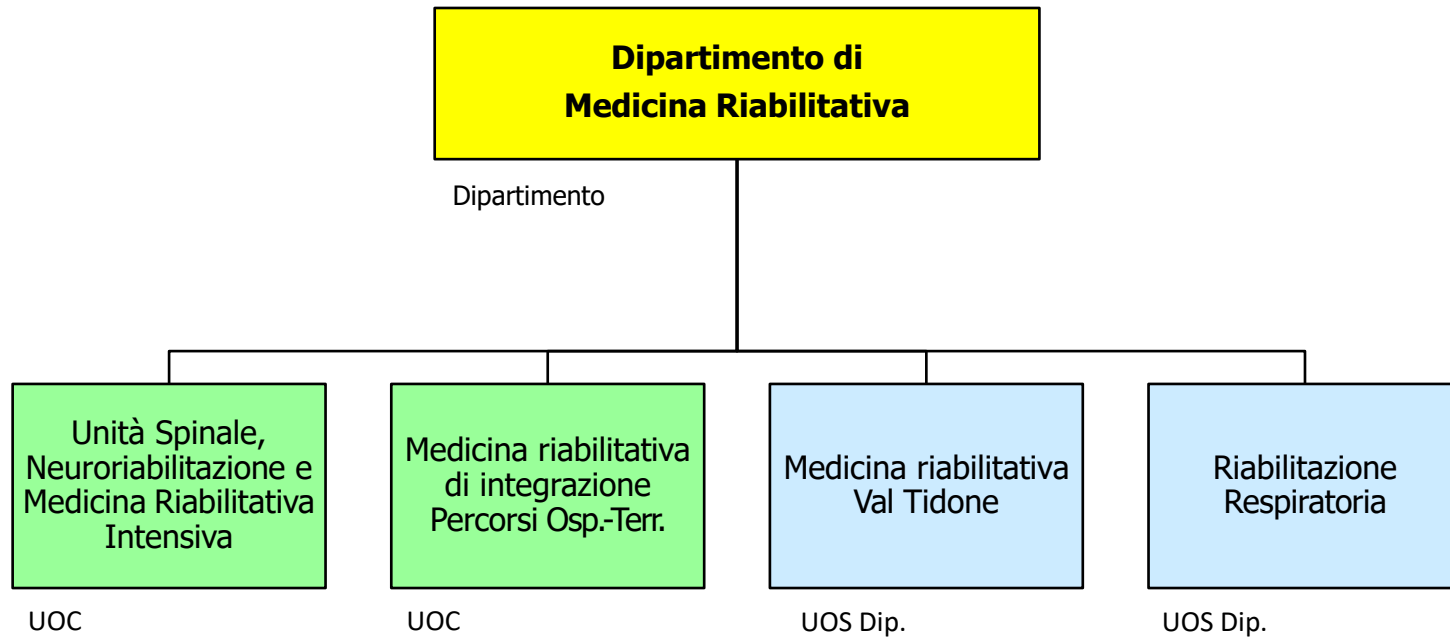 Dipartimento di
Medicina Riabilitativa
Dipartimento
Unità Spinale,
Neuroriabilitazione e
Medicina Riabilitativa
Intensiva
UOC
Medicina riabilitativa
di integrazione
Percorsi Osp.-Terr.
UOC
Medicina riabilitativa
Val Tidone
UOS Dip.
Riabilitazione
Respiratoria
UOS Dip.